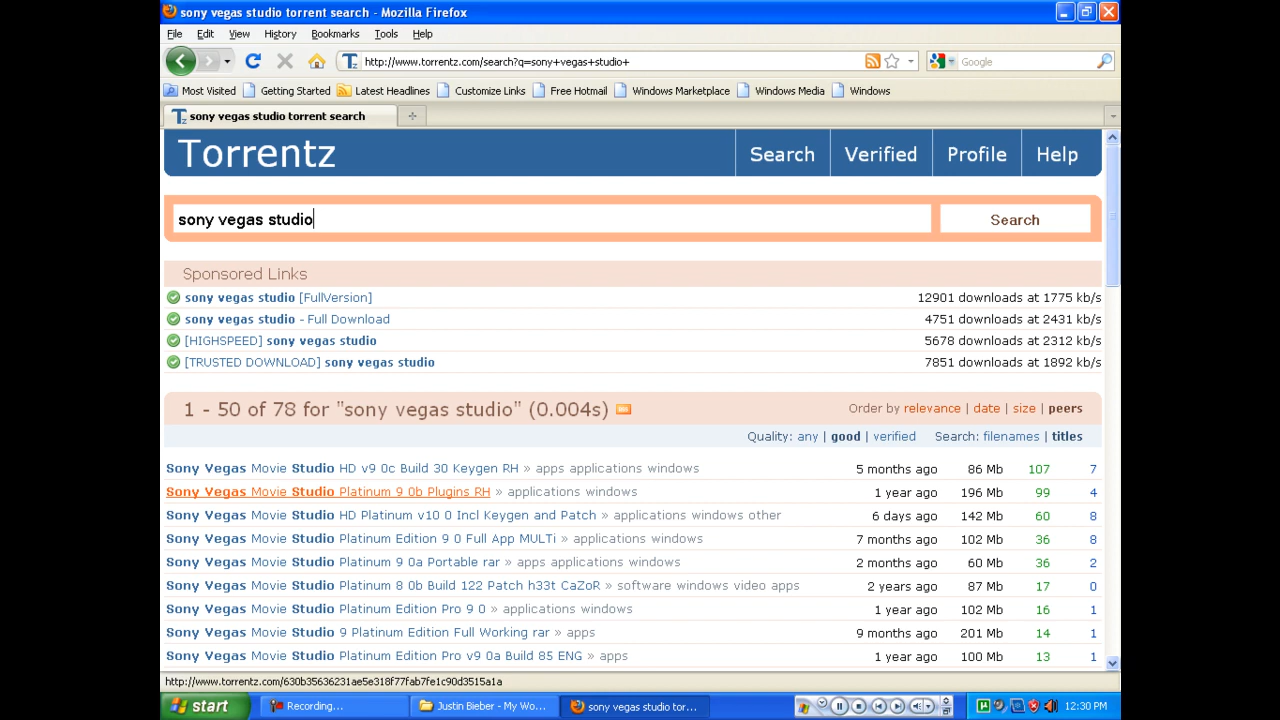 sony vegas studio torrent search - Mozilla Firefox
File Edit View History Bookmarks Tools Help
http://www.torrentz.com/search?q=sony+vegas+studio+
Google
Most Visited Getting Started Latest Headlines Customize Links Free Hotmail Windows Marketplace Windows Media Windows
sony vegas studio torrent search
Torrentz Search Verified Profile Help
sony vegas studio Search
Sponsored Links
sony vegas studio [FullVersion] 12901 downloads at 1775 kb/s
sony vegas studio - Full Download 4751 downloads at 2431 kb/s
[HIGHSPEED] sony vegas studio 5678 downloads at 2312 kb/s
[TRUSTED DOWNLOAD] sony vegas studio 7851 downloads at 1892 kb/s
1 - 50 of 78 for "sony vegas studio" (0.004s) Order by relevance | date | size | peers
Quality: any | good | verified Search: filenames | titles
Sony Vegas Movie Studio HD v9 0c Build 30 Keygen RH » apps applications windows 5 months ago 86 Mb 107 7
Sony Vegas Movie Studio Platinum 9 0b Plugins RH » applications windows 1 year ago 196 Mb 99 4
Sony Vegas Movie Studio HD Platinum v10 0 Incl Keygen and Patch » applications windows other 6 days ago 142 Mb 60 8
Sony Vegas Movie Studio Platinum Edition 9 0 Full App MULTi » applications windows 7 months ago 102 Mb 36 8
Sony Vegas Movie Studio Platinum 9 0a Portable rar » apps applications windows 2 months ago 60 Mb 36 2
Sony Vegas Movie Studio Platinum 8 0b Build 122 Patch h33t CaZoR » software windows video apps 2 years ago 87 Mb 17 0
Sony Vegas Movie Studio Platinum Edition Pro 9 0 » applications windows 1 year ago 102 Mb 16 1
Sony Vegas Movie Studio 9 Platinum Edition Full Working rar » apps 9 months ago 201 Mb 14 1
Sony Vegas Movie Studio Platinum Edition Pro v9 0a Build 85 ENG » apps 1 year ago 100 Mb 13 1
http://www.torrentz.com/630b35636231ae5e318f77fab7fe1c90d3515a1a
start Recording... Justin Bieber - My Wo... sony vegas studio tor... 12:30 PM